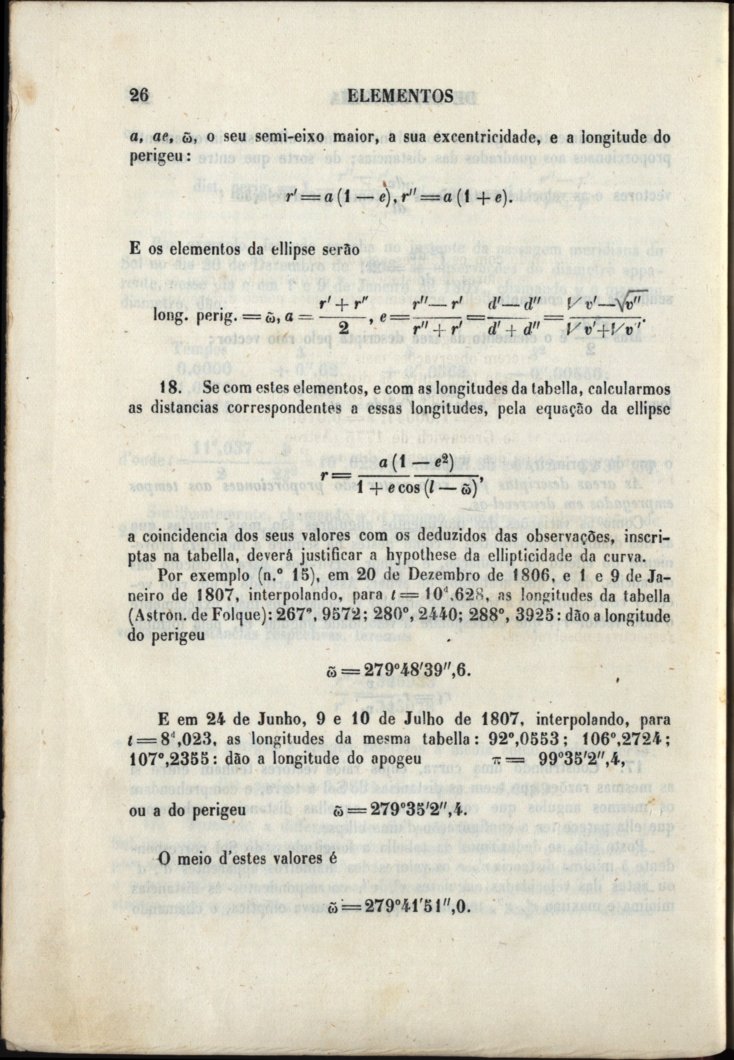 26 ELEMENTOS
a, ae, ω̃, o seu semi-eixo maior, a sua excentricidade, e a longitude do
perigeu:
r' = a (1 — e), r'' = a (1 + e).
E os elementos da ellipse serão
long. perig. = ω̃, a = (r' + r'')/2, e = (r'' — r')/(r'' + r') = (d' — d'')/(d' + d'') = (√v' — √v'')/(√v' + √v'').
18. Se com estes elementos, e com as longitudes da tabella, calcularmos
as distancias correspondentes a essas longitudes, pela equação da ellipse
r = a (1 — e²)/(1 + e cos (l — ω̃)),
a coincidencia dos seus valores com os deduzidos das observações, inscri-
ptas na tabella, deverá justificar a hypothese da ellipticidade da curva.
Por exemplo (n.º 15), em 20 de Dezembro de 1806, e 1 e 9 de Ja-
neiro de 1807, interpolando, para t = 10ᵈ,628, as longitudes da tabella
(Astron. de Folque): 267°, 9572; 280°, 2440; 288°, 3925: dão a longitude
do perigeu
ω̃ = 279°48'39'',6.
E em 24 de Junho, 9 e 10 de Julho de 1807, interpolando, para
t = 8ᵈ,023, as longitudes da mesma tabella: 92°,0553; 106°,2724;
107°,2355: dão a longitude do apogeu π = 99°35'2'',4,
ou a do perigeu ω̃ = 279°35'2'',4.
O meio d'estes valores é
ω̃ = 279°41'51'',0.